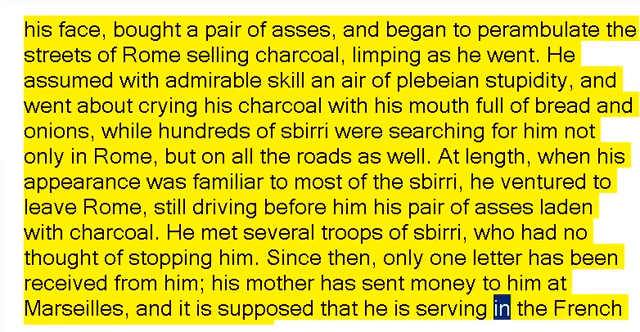 his face, bought a pair of asses, and began to perambulate the
streets of Rome selling charcoal, limping as he went. He
assumed with admirable skill an air of plebeian stupidity, and
went about crying his charcoal with his mouth full of bread and
onions, while hundreds of sbirri were searching for him not
only in Rome, but on all the roads as well. At length, when his
appearance was familiar to most of the sbirri, he ventured to
leave Rome, still driving before him his pair of asses laden
with charcoal. He met several troops of sbirri, who had no
thought of stopping him. Since then, only one letter has been
received from him; his mother has sent money to him at
Marseilles, and it is supposed that he is serving in the French